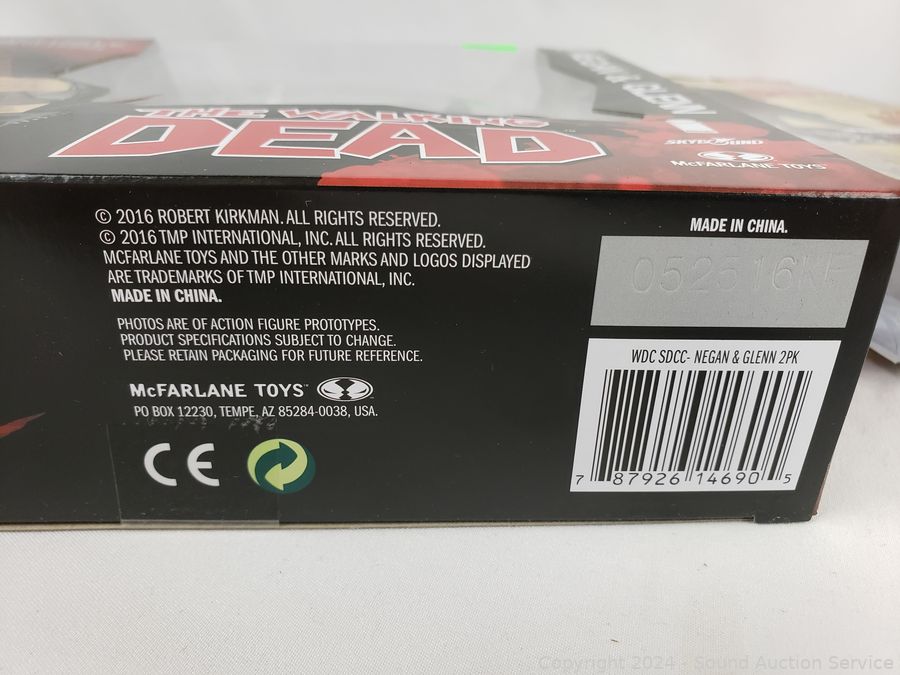 THE WALKING
DEAD
NEGAN & GLENN
SKYBOUND
McFARLANE TOYS
© 2016 ROBERT KIRKMAN. ALL RIGHTS RESERVED.
© 2016 TMP INTERNATIONAL, INC. ALL RIGHTS RESERVED.
MCFARLANE TOYS AND THE OTHER MARKS AND LOGOS DISPLAYED
ARE TRADEMARKS OF TMP INTERNATIONAL, INC.
MADE IN CHINA.
PHOTOS ARE OF ACTION FIGURE PROTOTYPES.
PRODUCT SPECIFICATIONS SUBJECT TO CHANGE.
PLEASE RETAIN PACKAGING FOR FUTURE REFERENCE.
McFARLANE TOYS™
PO BOX 12230, TEMPE, AZ 85284-0038, USA.
CE
MADE IN CHINA.
052516
WDC SDCC- NEGAN & GLENN 2PK
7 87926 14690 5
Copyright 2024 - Sound Auction Service